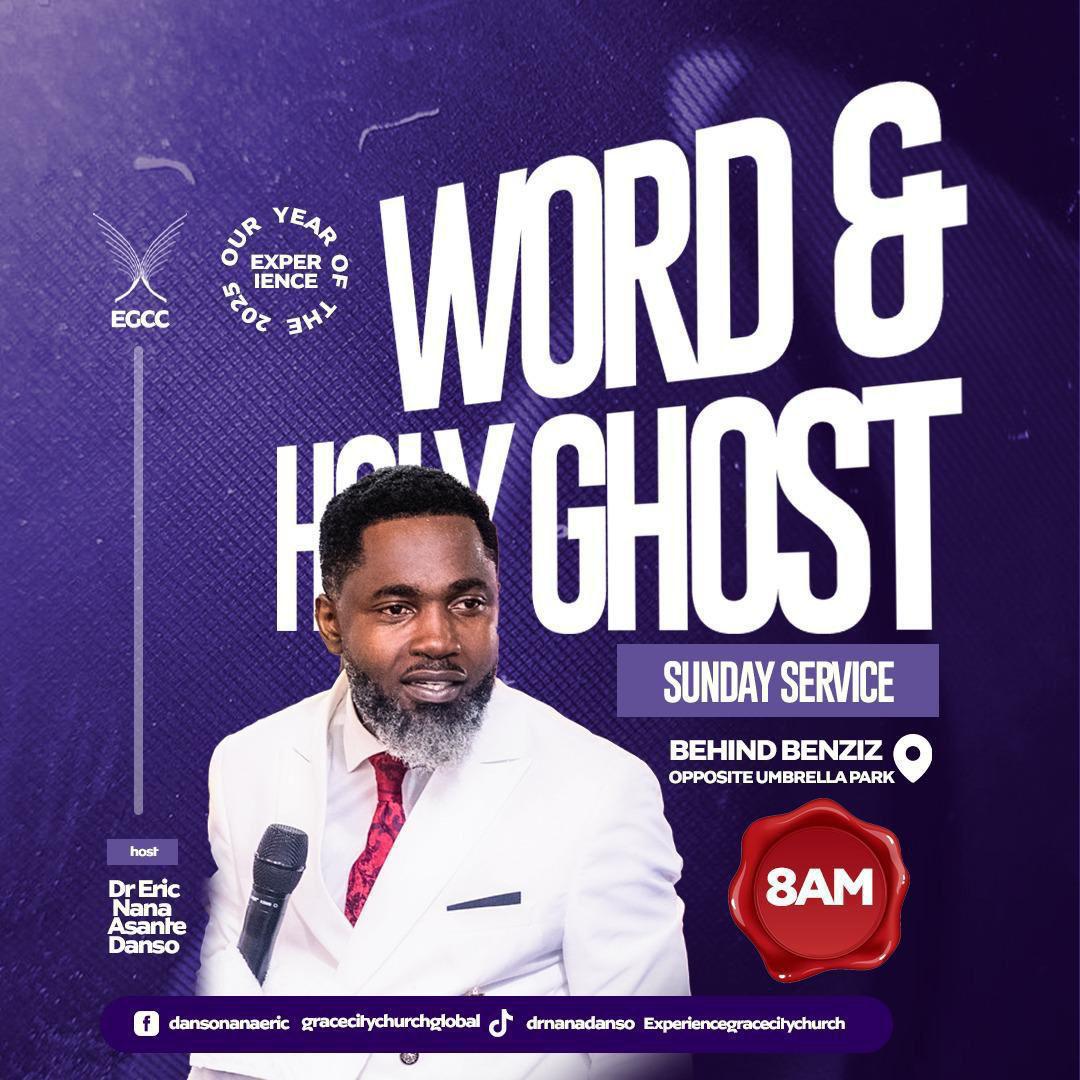 WORD &
HOLY GHOST
EGCC
OUR YEAR OF THE 2025
EXPER
IENCE
SUNDAY SERVICE
BEHIND BENZIZ
OPPOSITE UMBRELLA PARK
8AM
host
Dr Eric
Nana
Asante
Danso
dansonanaeric gracecitychurchglobal drnanadanso Experiencegracecitychurch